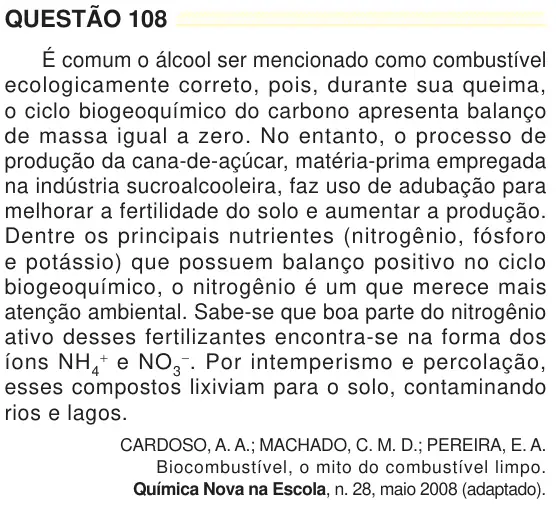 QUESTÃO 108
É comum o álcool ser mencionado como combustível
ecologicamente correto, pois, durante sua queima,
o ciclo biogeoquímico do carbono apresenta balanço
de massa igual a zero. No entanto, o processo de
produção da cana-de-açúcar, matéria-prima empregada
na indústria sucroalcooleira, faz uso de adubação para
melhorar a fertilidade do solo e aumentar a produção.
Dentre os principais nutrientes (nitrogênio, fósforo
e potássio) que possuem balanço positivo no ciclo
biogeoquímico, o nitrogênio é um que merece mais
atenção ambiental. Sabe-se que boa parte do nitrogênio
ativo desses fertilizantes encontra-se na forma dos
íons NH₄⁺ e NO₃⁻. Por intemperismo e percolação,
esses compostos lixiviam para o solo, contaminando
rios e lagos.
CARDOSO, A. A.; MACHADO, C. M. D.; PEREIRA, E. A.
Biocombustível, o mito do combustível limpo.
Química Nova na Escola, n. 28, maio 2008 (adaptado).